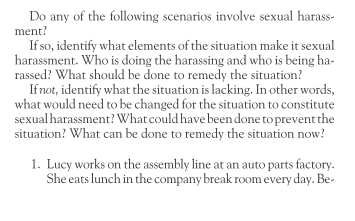 Do any of the following scenarios involve sexual harass-
ment?
If so, identify what elements of the situation make it sexual
harassment. Who is doing the harassing and who is being ha-
rassed? What should be done to remedy the situation?
If not, identify what the situation is lacking. In other words,
what would need to be changed for the situation to constitute
sexual harassment? What could have been done to prevent the
situation? What can be done to remedy the situation now?
1. Lucy works on the assembly line at an auto parts factory.
She eats lunch in the company break room every day. Be-